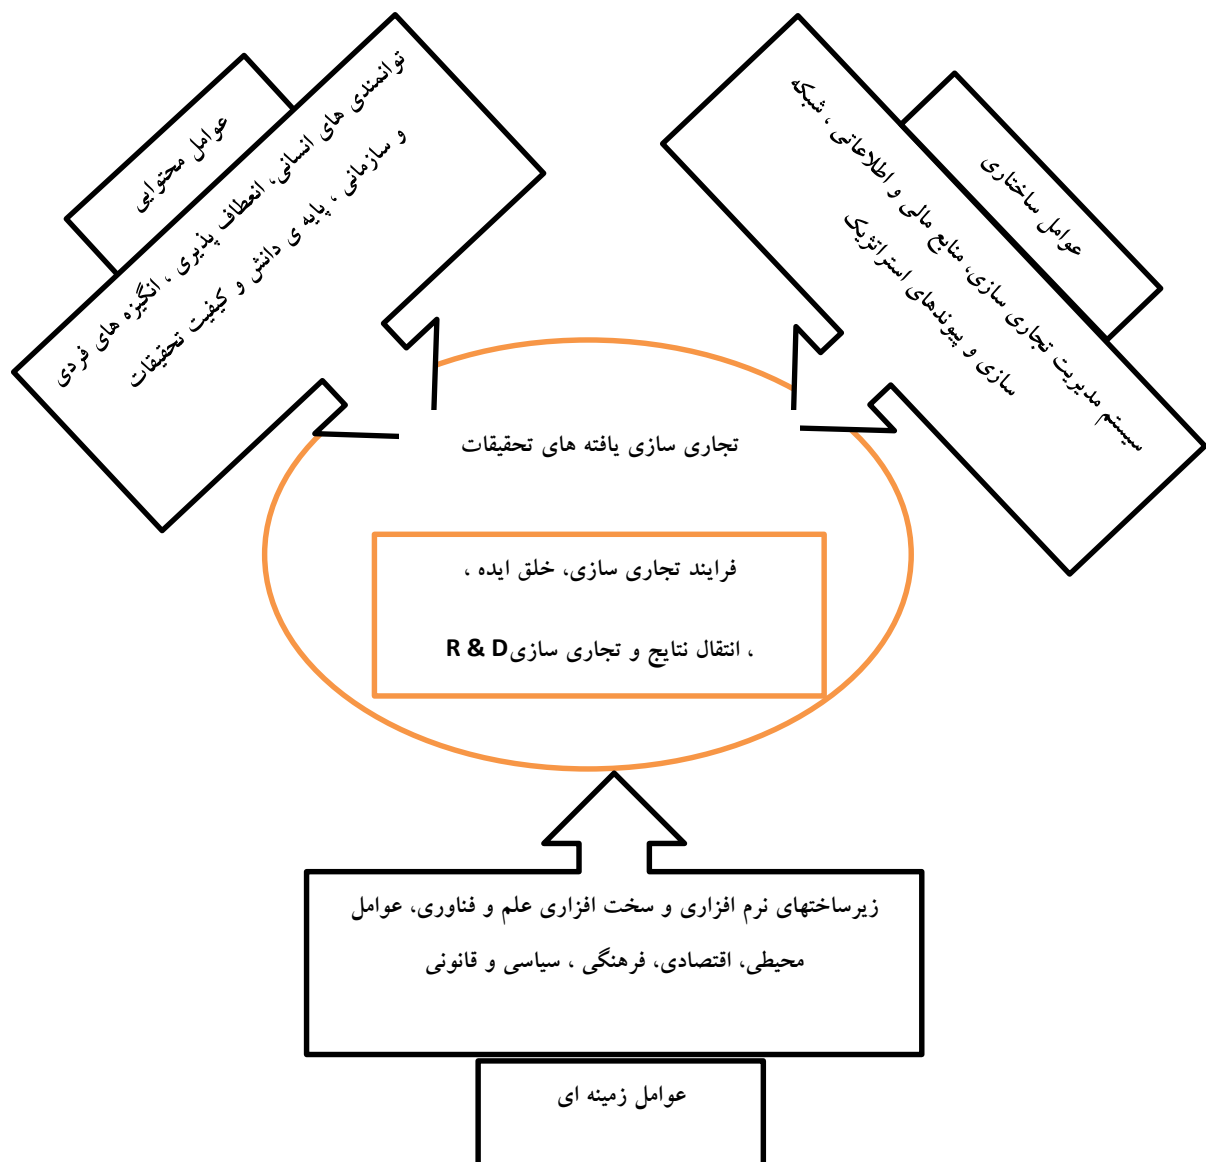 عوامل محتوایی
توانمندی های انسانی، انعطاف پذیری ، انگیزه های فردی
و سازمانی ، پایه ی دانش و کیفیت تحقیقات
عوامل ساختاری
سیستم مدیریت تجاری سازی، منابع مالی و اطلاعاتی ، شبکه
سازی و پیوندهای استراتژیک
تجاری سازی یافته های تحقیقات
فرایند تجاری سازی، خلق ایده ،
، انتقال نتایج و تجاری سازیR & D
زیرساختهای نرم افزاری و سخت افزاری علم و فناوری، عوامل
محیطی، اقتصادی، فرهنگی ، سیاسی و قانونی
عوامل زمینه ای